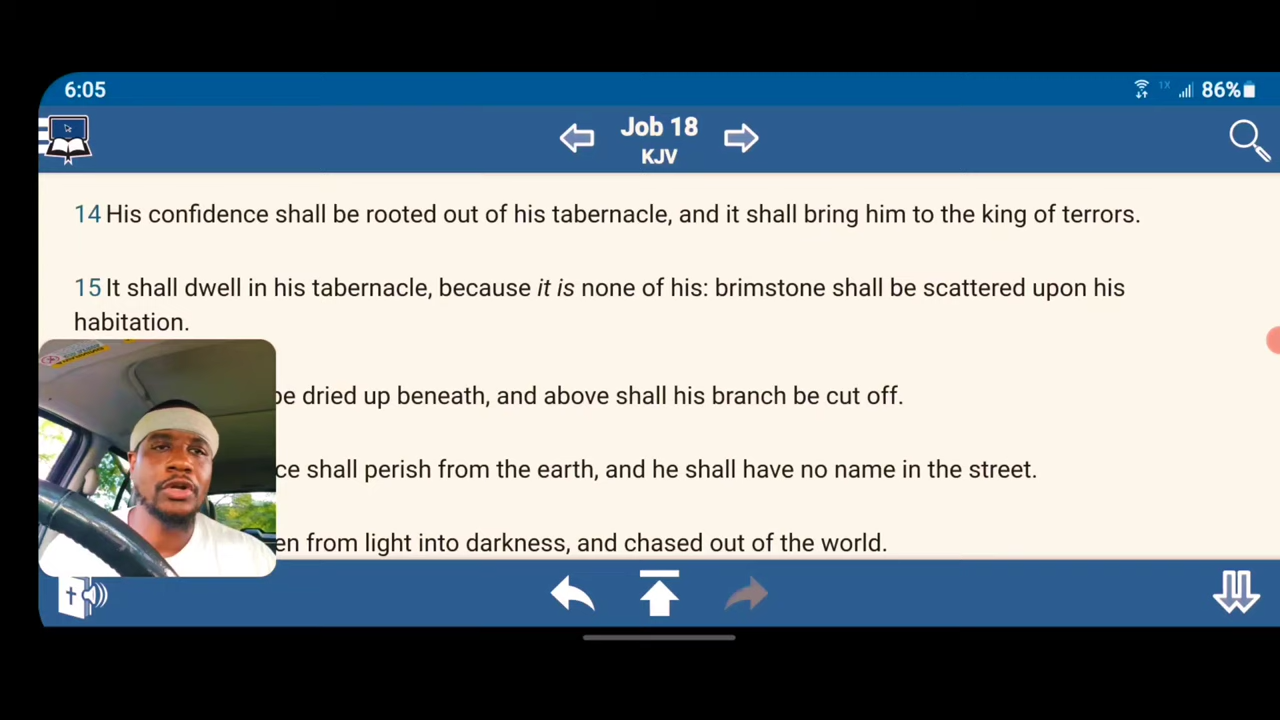 6:05
1X
86%
Job 18
KJV
14 His confidence shall be rooted out of his tabernacle, and it shall bring him to the king of terrors.
15 It shall dwell in his tabernacle, because it is none of his: brimstone shall be scattered upon his
habitation.
be dried up beneath, and above shall his branch be cut off.
ce shall perish from the earth, and he shall have no name in the street.
en from light into darkness, and chased out of the world.